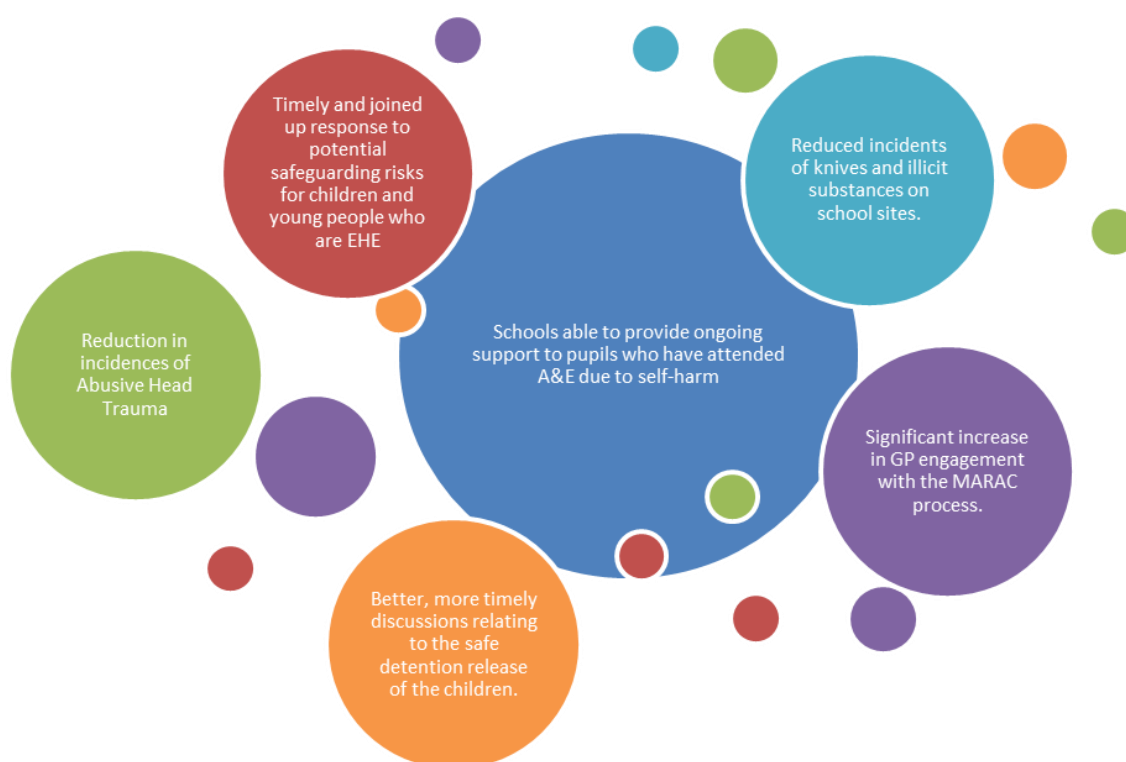 Timely and joined
up response to
potential
safeguarding risks
for children and
young people who
are EHE
Reduced incidents
of knives and illicit
substances on
school sites.
Schools able to provide ongoing
support to pupils who have attended
A&E due to self-harm
Reduction in
incidences of
Abusive Head
Trauma
Significant increase
in GP engagement
with the MARAC
process.
Better, more timely
discussions relating
to the safe
detention release
of the children.